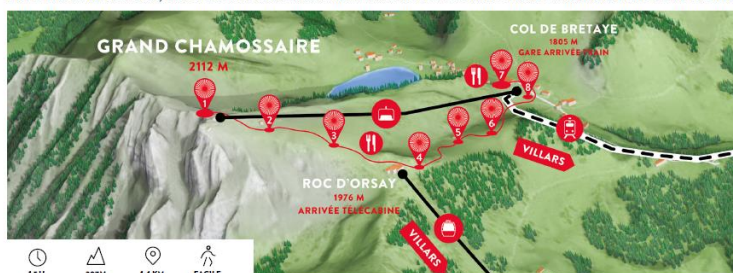 GRAND CHAMOSSAIRE
2112 M
COL DE BRETAYE
1805 M
GARE ARRIVÉE TRAIN
1
2
3
4
5
6
7
8
VILLARS
ROC D'ORSAY
1976 M
ARRIVÉE TÉLÉCABINE
VILLARS
FACILE